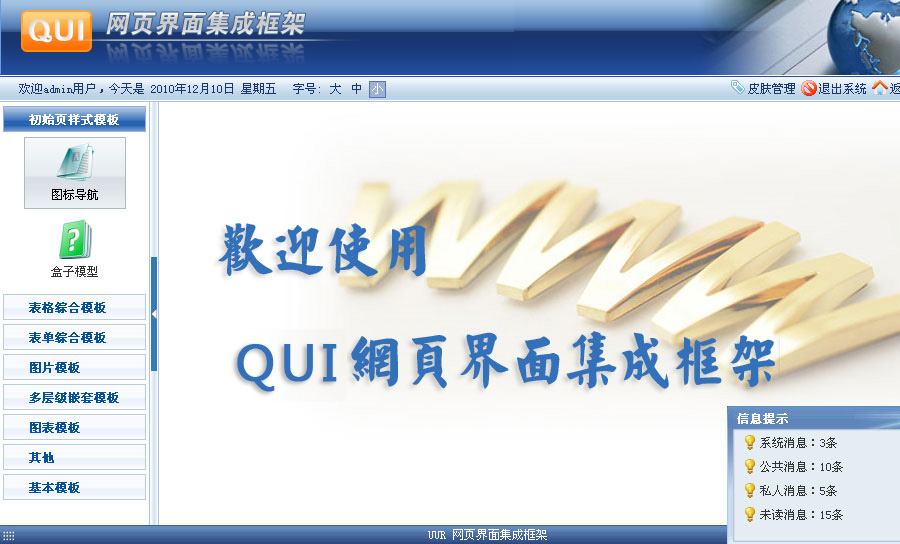 QUI 网页界面集成框架
欢迎admin用户，今天是 2010年12月10日 星期五 字号: 大 中 小
皮肤管理 退出系统 返
初始页样式模板
图标导航
盒子模型
表格综合模板
表单综合模板
图片模板
多层级嵌套模板
图表模板
其他
基本模板
歡迎使用
QUI 網頁界面集成框架
信息提示
系统消息：3条
公共消息：10条
私人消息：5条
未读消息：15条
UUR 网页界面集成框架